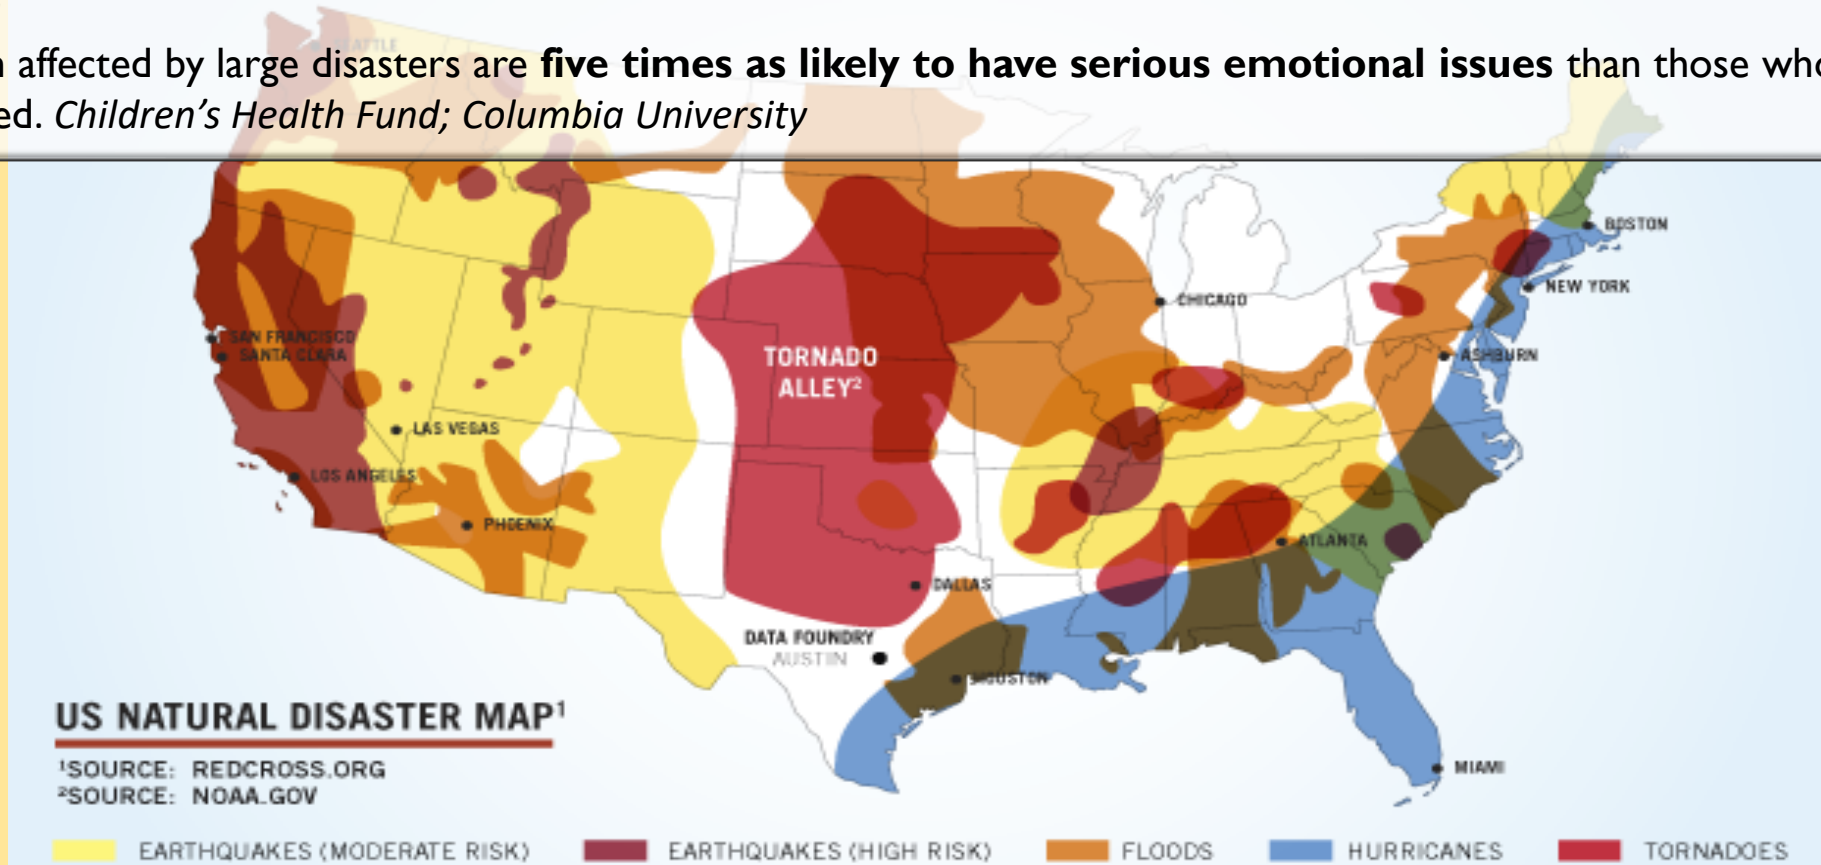 SEATTLE
affected by large disasters are five times as likely to have serious emotional issues than those who
ed. Children's Health Fund; Columbia University
BOSTON
NEW YORK
CHICAGO
SAN FRANCISCO
SANTA CLARA
ASHBURN
TORNADO
ALLEY²
LAS VEGAS
LOS ANGELES
PHOENIX
ATLANTA
DALLAS
DATA FOUNDRY
AUSTIN
HOUSTON
MIAMI
US NATURAL DISASTER MAP¹
¹SOURCE: REDCROSS.ORG
²SOURCE: NOAA.GOV
EARTHQUAKES (MODERATE RISK) EARTHQUAKES (HIGH RISK) FLOODS HURRICANES TORNADOES